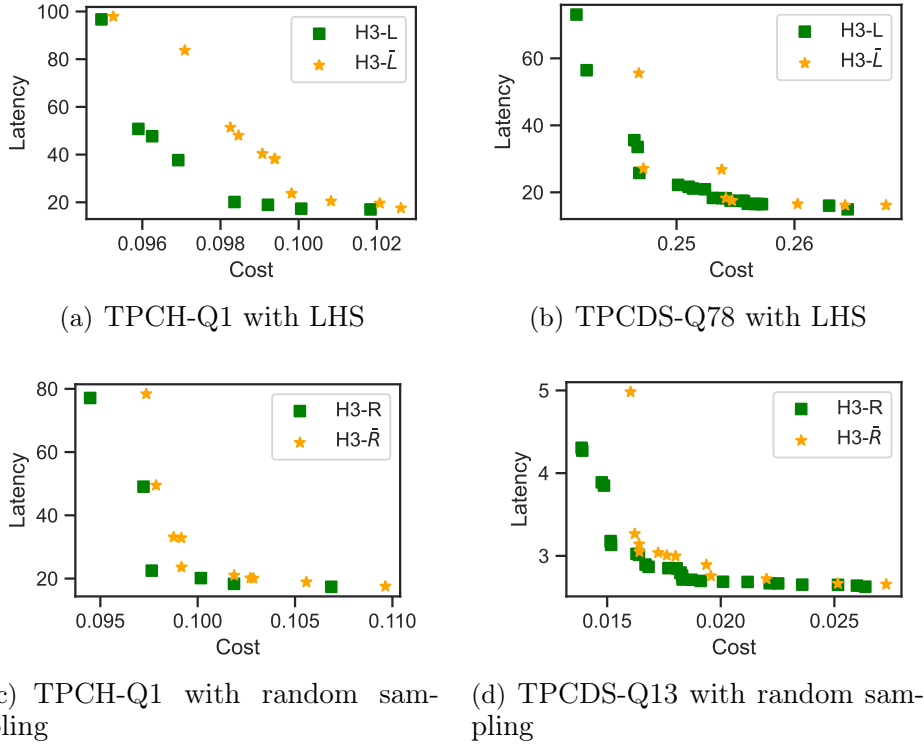 100
80
60
40
20
Latency
H3-L
H3-L̄
0.096
0.098
0.100
0.102
Cost
(a) TPCH-Q1 with LHS
60
40
20
Latency
H3-L
H3-L̄
0.25
0.26
Cost
(b) TPCDS-Q78 with LHS
80
60
40
20
Latency
H3-R
H3-R̄
0.095
0.100
0.105
0.110
Cost
c) TPCH-Q1 with random sam-
pling
5
4
3
Latency
H3-R
H3-R̄
0.015
0.020
0.025
Cost
(d) TPCDS-Q13 with random sam-
pling